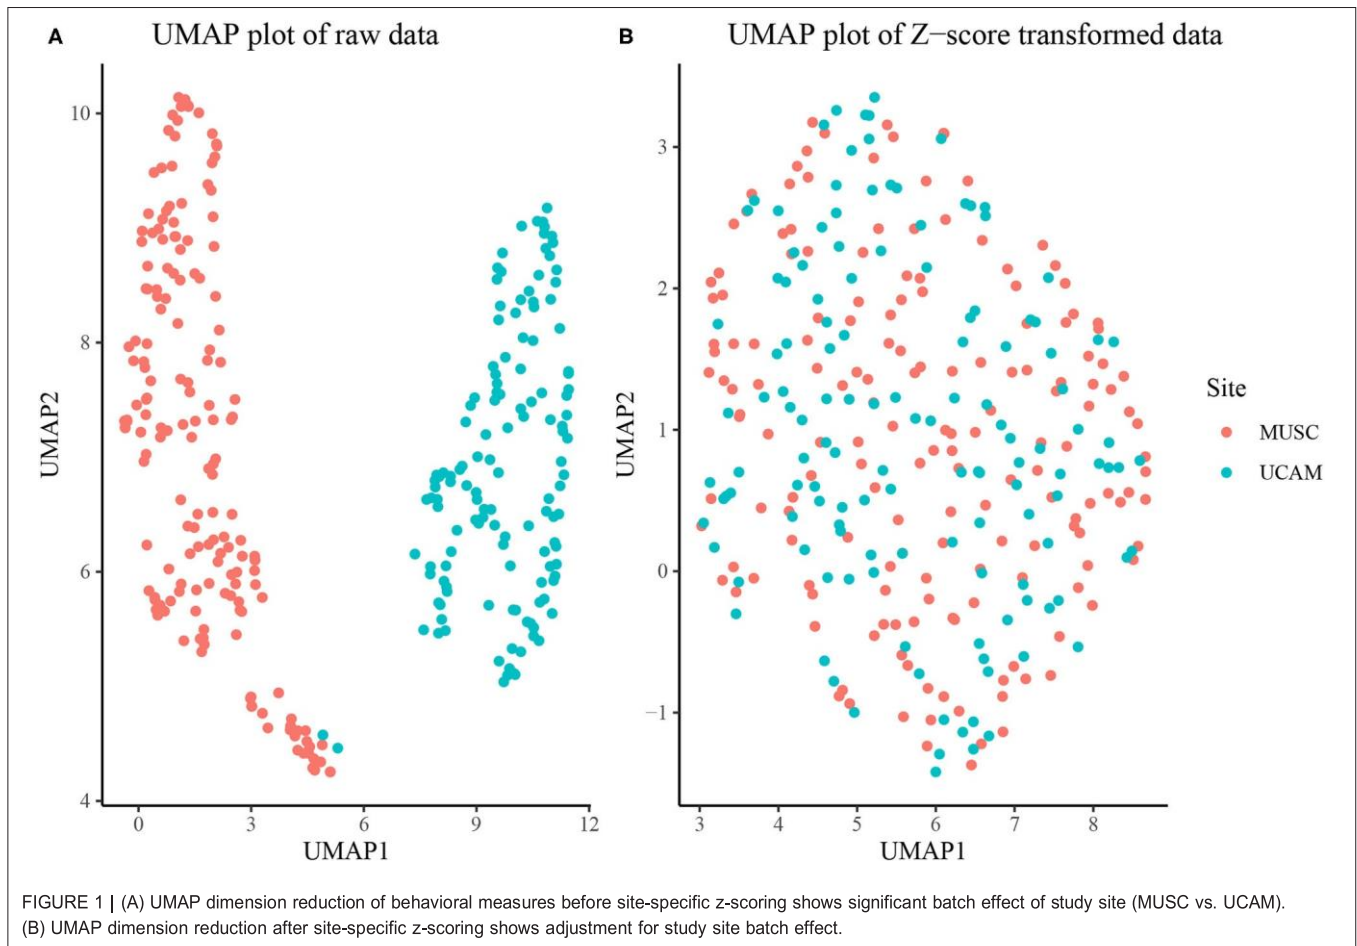 A
UMAP plot of raw data
10
8
6
4
UMAP2
0
3
6
9
12
UMAP1
B
UMAP plot of Z−score transformed data
3
2
1
0
−1
UMAP2
3
4
5
6
7
8
UMAP1
Site
MUSC
UCAM
FIGURE 1 | (A) UMAP dimension reduction of behavioral measures before site-specific z-scoring shows significant batch effect of study site (MUSC vs. UCAM).
(B) UMAP dimension reduction after site-specific z-scoring shows adjustment for study site batch effect.